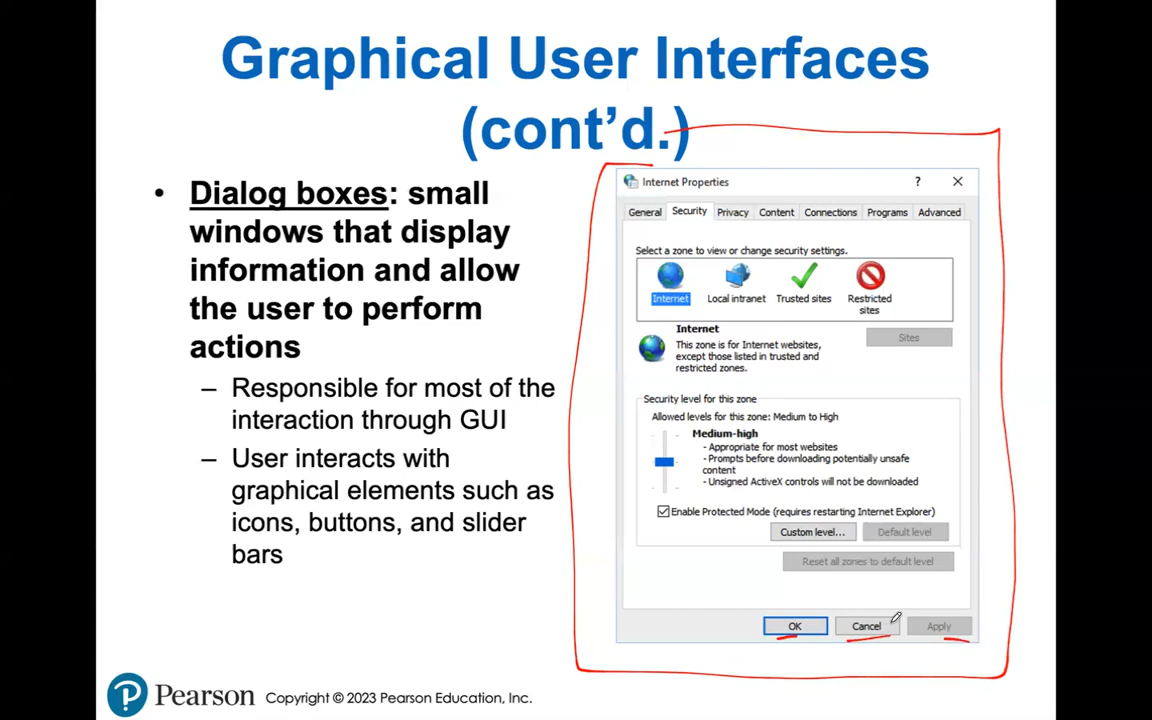 Graphical User Interfaces
(cont’d.)
• Dialog boxes: small
windows that display
information and allow
the user to perform
actions
– Responsible for most of the
interaction through GUI
– User interacts with
graphical elements such as
icons, buttons, and slider
bars
Internet Properties
? ×
General Security Privacy Content Connections Programs Advanced
Select a zone to view or change security settings.
Internet Local intranet Trusted sites Restricted
sites
Internet
Sites
This zone is for Internet websites,
except those listed in trusted and
restricted zones.
Security level for this zone
Allowed levels for this zone: Medium to High
Medium-high
- Appropriate for most websites
- Prompts before downloading potentially unsafe
content
- Unsigned ActiveX controls will not be downloaded
Enable Protected Mode (requires restarting Internet Explorer)
Custom level... Default level
Reset all zones to default level
OK Cancel Apply
P Pearson Copyright © 2023 Pearson Education, Inc.